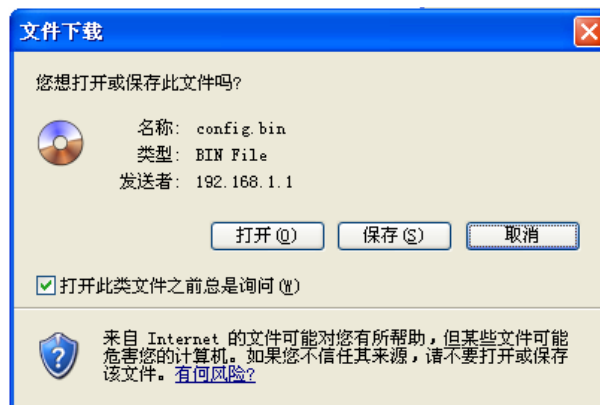 文件下载
您想打开或保存此文件吗?
名称: config.bin
类型: BIN File
发送者: 192.168.1.1
打开(O) 保存(S) 取消
打开此类文件之前总是询问(W)
来自 Internet 的文件可能对您有所帮助，但某些文件可能
危害您的计算机。如果您不信任其来源，请不要打开或保存
该文件。有何风险?